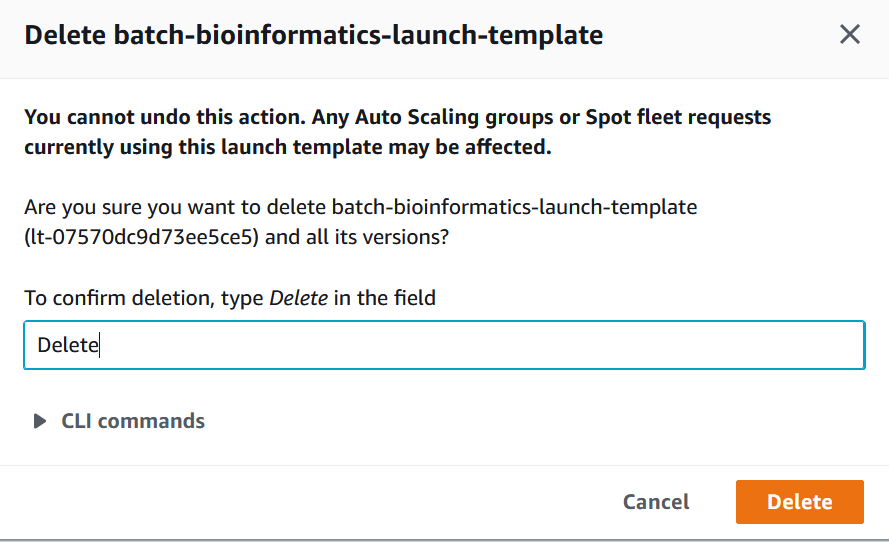 Delete batch-bioinformatics-launch-template
You cannot undo this action. Any Auto Scaling groups or Spot fleet requests
currently using this launch template may be affected.
Are you sure you want to delete batch-bioinformatics-launch-template
(lt-07570dc9d73ee5ce5) and all its versions?
To confirm deletion, type Delete in the field
Delete
CLI commands
Cancel
Delete